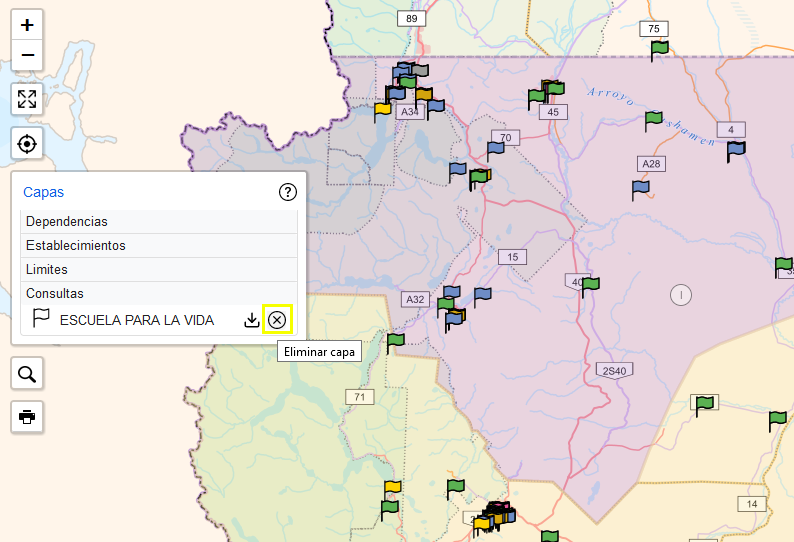 89
75
A34
45
Arroyo
Lleshamen
4
70
A28
Capas
?
Dependencias
Establecimientos
Limites
Consultas
ESCUELA PARA LA VIDA
Eliminar capa
15
40
I
A32
2S40
71
14